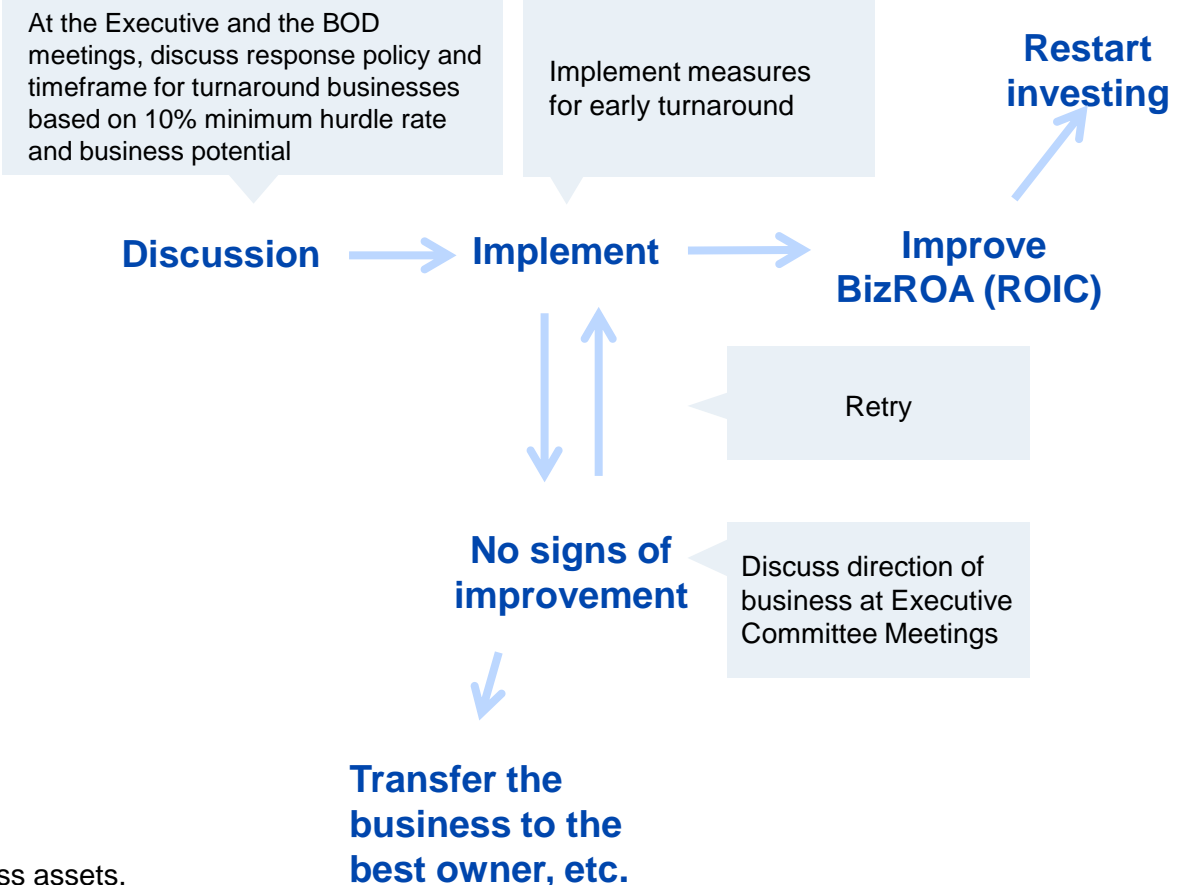 At the Executive and the BOD
meetings, discuss response policy and
timeframe for turnaround businesses
based on 10% minimum hurdle rate
and business potential
Implement measures
for early turnaround
Restart
investing
Discussion
Implement
Improve
BizROA (ROIC)
Retry
No signs of
improvement
Discuss direction of
business at Executive
Committee Meetings
Transfer the
business to the
best owner, etc.
ss assets.